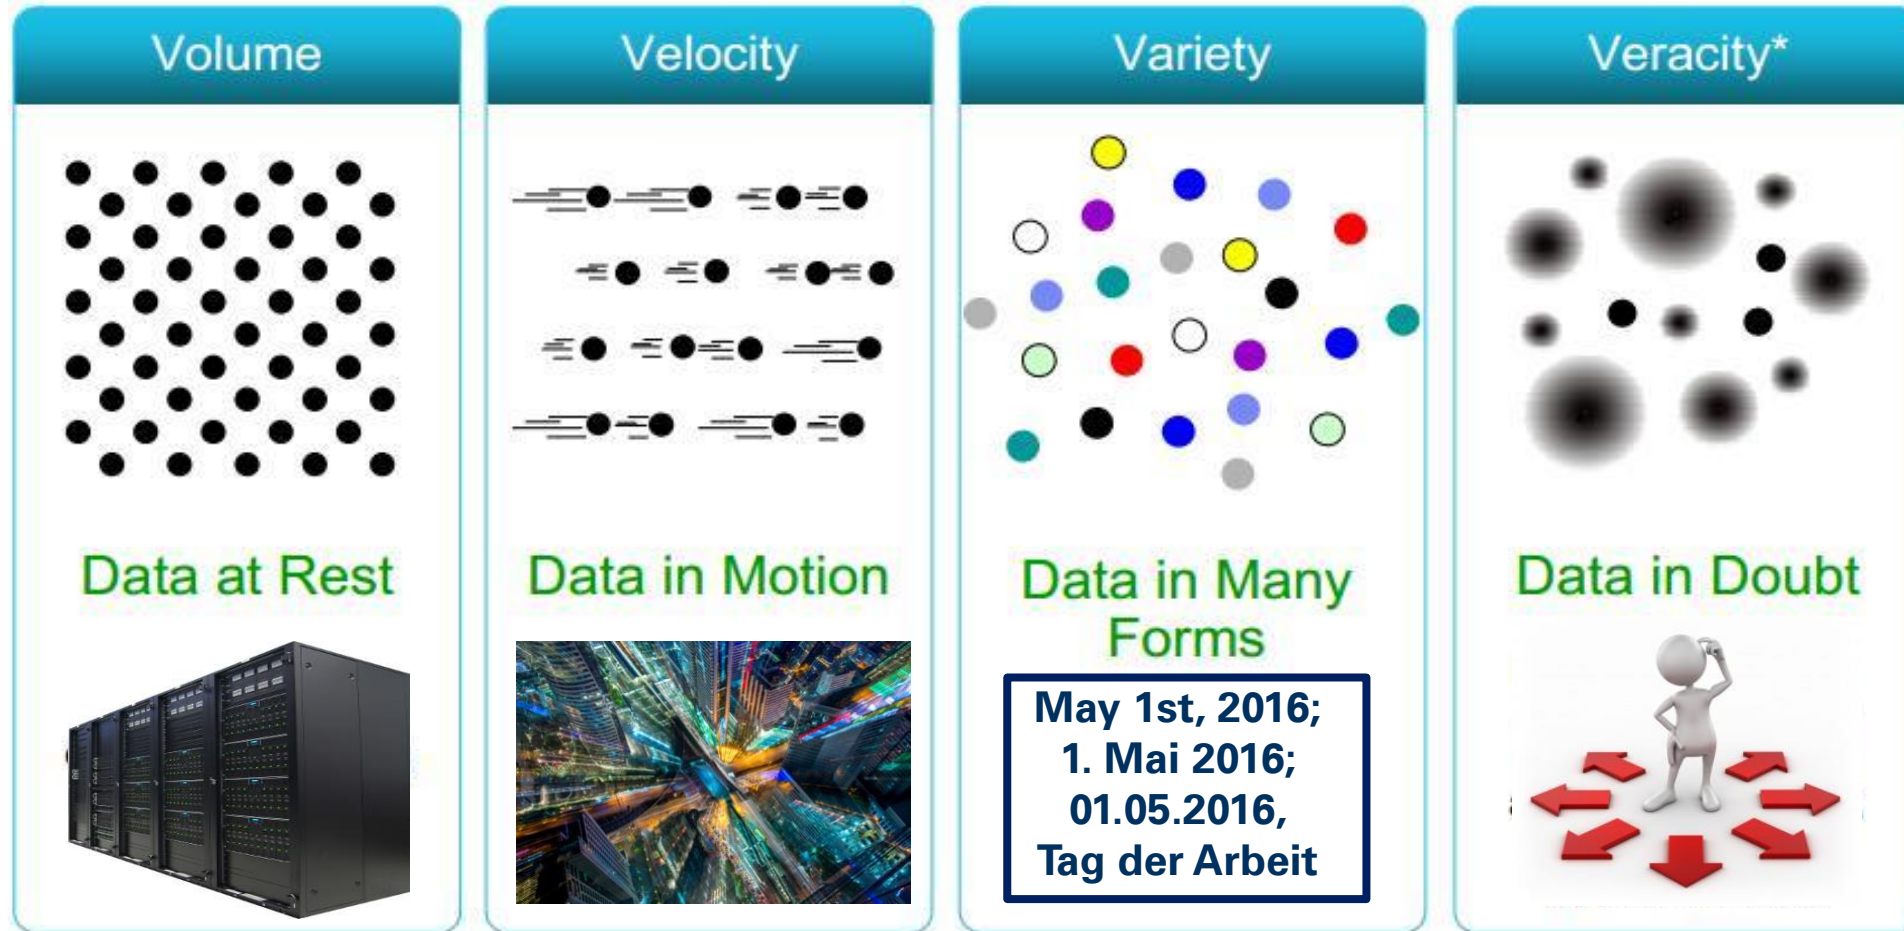 Volume
Data at Rest
Velocity
Data in Motion
Variety
Data in Many
Forms
May 1st, 2016;
1. Mai 2016;
01.05.2016,
Tag der Arbeit
Veracity*
Data in Doubt